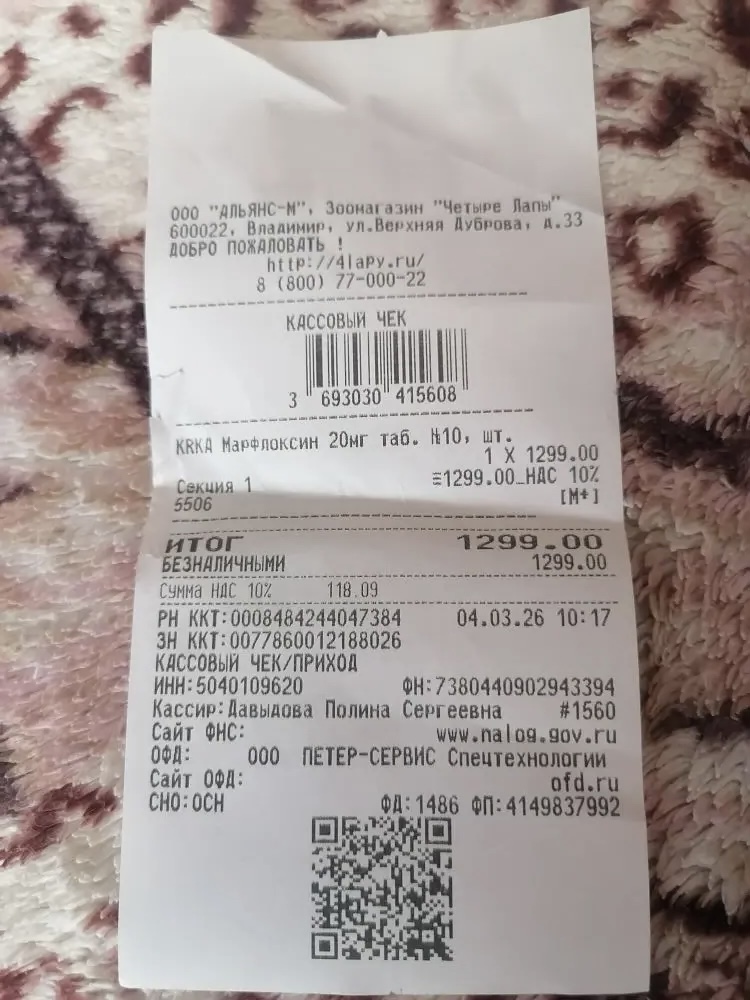 ООО "АЛЬЯНС-М", Зоомагазин "Четыре Лапы"
600022, Владимир, ул.Верхняя Дуброва, д.33
ДОБРО ПОЖАЛОВАТЬ !
http://4lapy.ru/
8 (800) 77-000-22
КАССОВЫЙ ЧЕК
3 693030 415608
KRKA Марфлоксин 20мг таб. №10, шт.
1 X 1299.00
Секция 1 ≡1299.00_НДС 10%
5506 [M+]
ИТОГ 1299.00
БЕЗНАЛИЧНЫМИ 1299.00
Сумма НДС 10% 118.09
РН ККТ:0008484244047384 04.03.26 10:17
ЗН ККТ:0077860012188026
КАССОВЫЙ ЧЕК/ПРИХОД
ИНН:5040109620 ФН:7380440902943394
Кассир:Давыдова Полина Сергеевна #1560
Сайт ФНС: www.nalog.gov.ru
ОФД: ООО ПЕТЕР-СЕРВИС Спецтехнологии
Сайт ОФД: ofd.ru
СНО:ОСН ФД:1486 ФП:4149837992